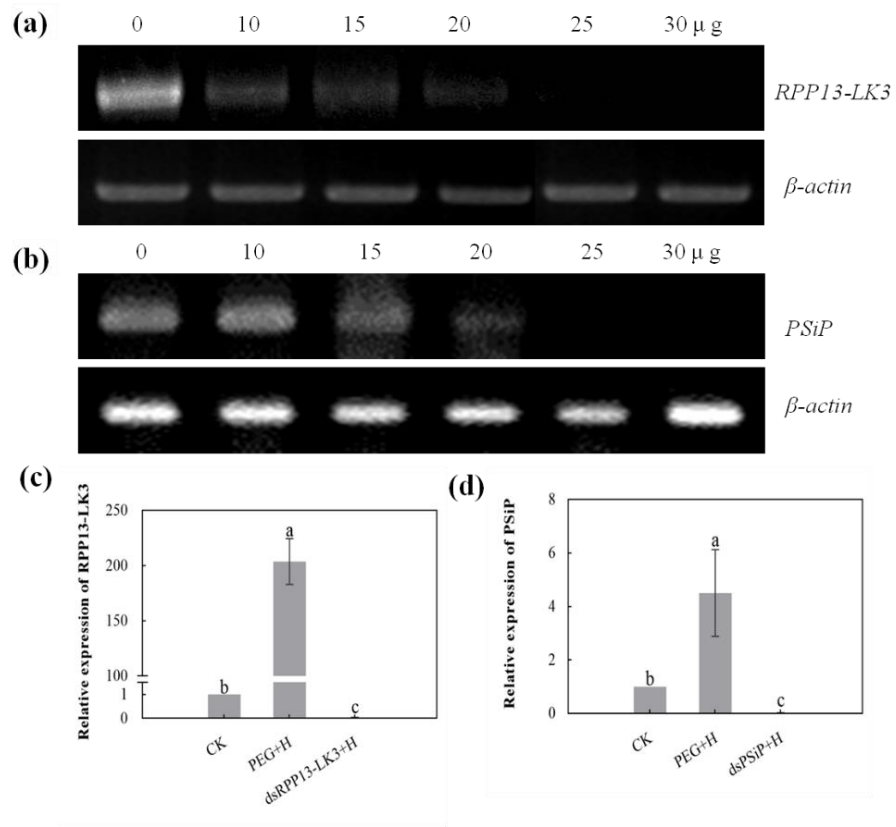 (a)
0 10 15 20 25 30 μ g
RPP13-LK3
β-actin
0 10 15 20 25 30 μ g
(b)
PSiP
β-actin
(c)
Relative expression of RPP13-LK3
250
200
150
100
1
0
b
a
c
CK
PEG+H
dsRPP13-LK3+H
(d)
Relative expression of PSiP
8
6
4
2
0
b
a
c
CK
PEG+H
dsPSiP+H